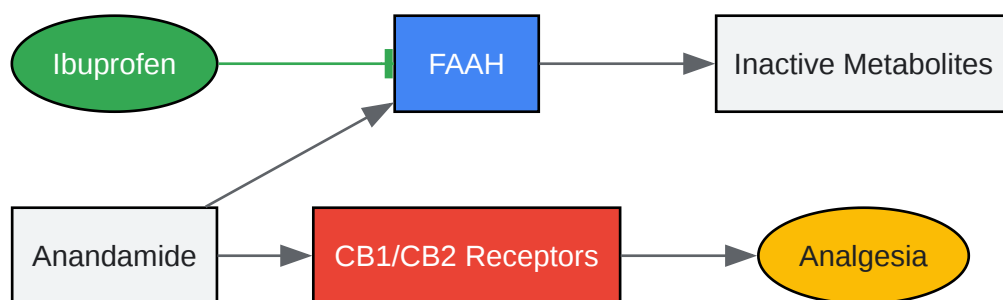 Ibuprofen
FAAH
Inactive Metabolites
Anandamide
CB1/CB2 Receptors
Analgesia